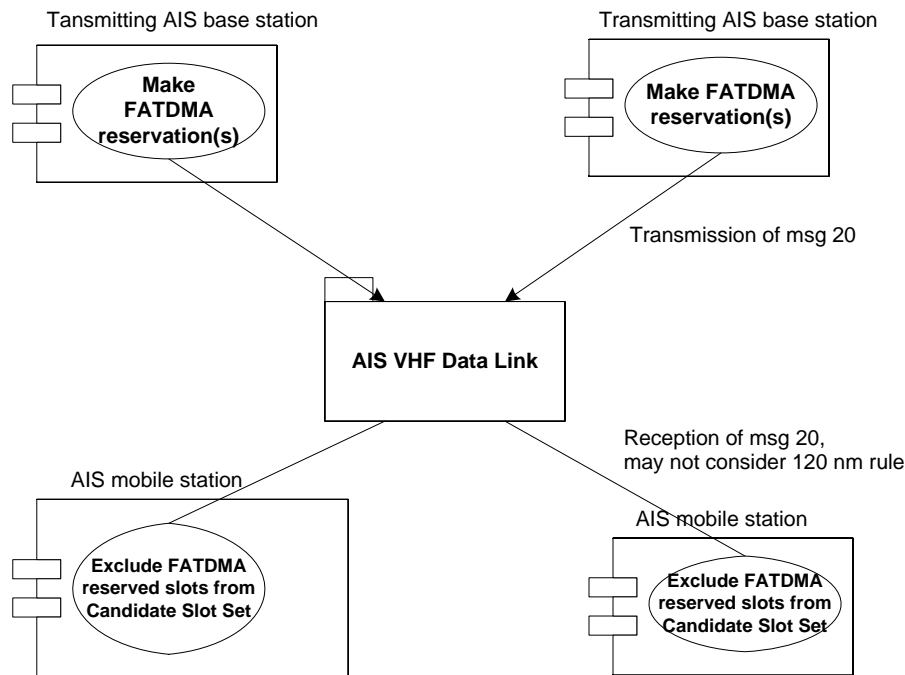 Tansmitting AIS base station
Transmitting AIS base station
Make
FATDMA
reservation(s)
Make FATDMA
reservation(s)
Transmission of msg 20
AIS VHF Data Link
Reception of msg 20,
may not consider 120 nm rule
AIS mobile station
AIS mobile station
Exclude FATDMA
reserved slots from
Candidate Slot Set
Exclude FATDMA
reserved slots from
Candidate Slot Set